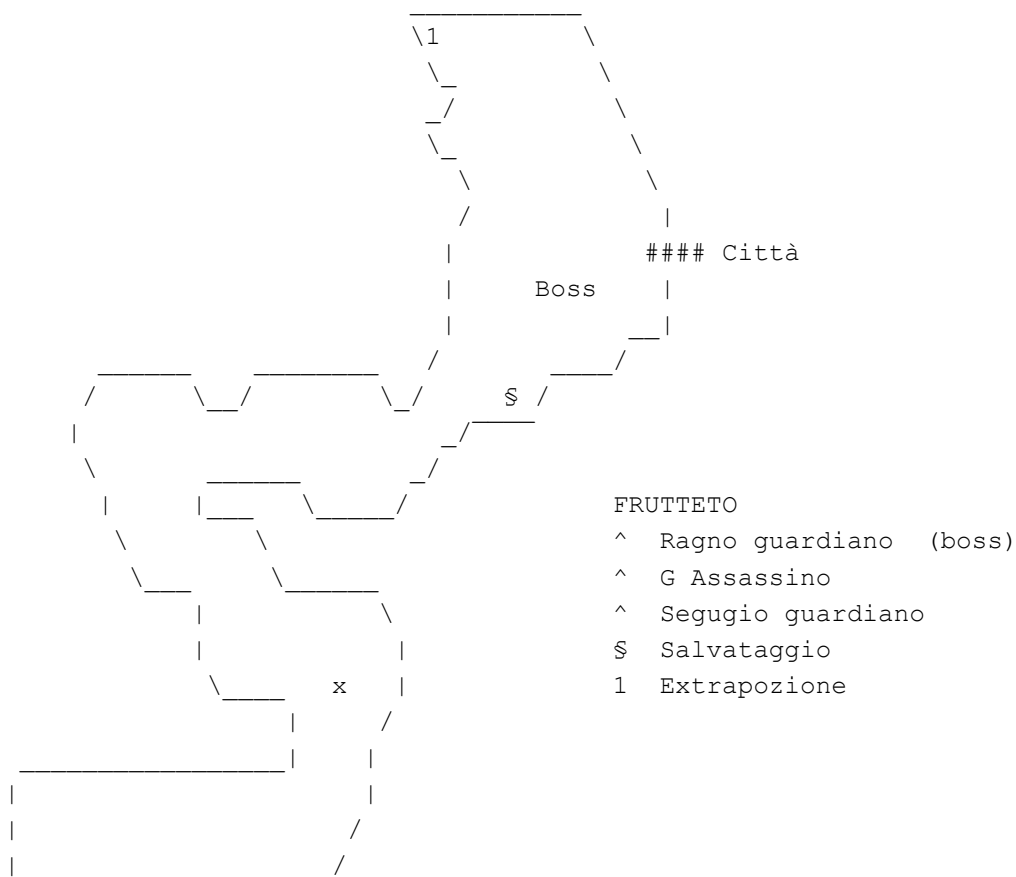 1
#### Città
Boss
§
FRUTTETO
^ Ragno guardiano (boss)
^ G Assassino
^ Segugio guardiano
§ Salvataggio
x
1 Extrapozione